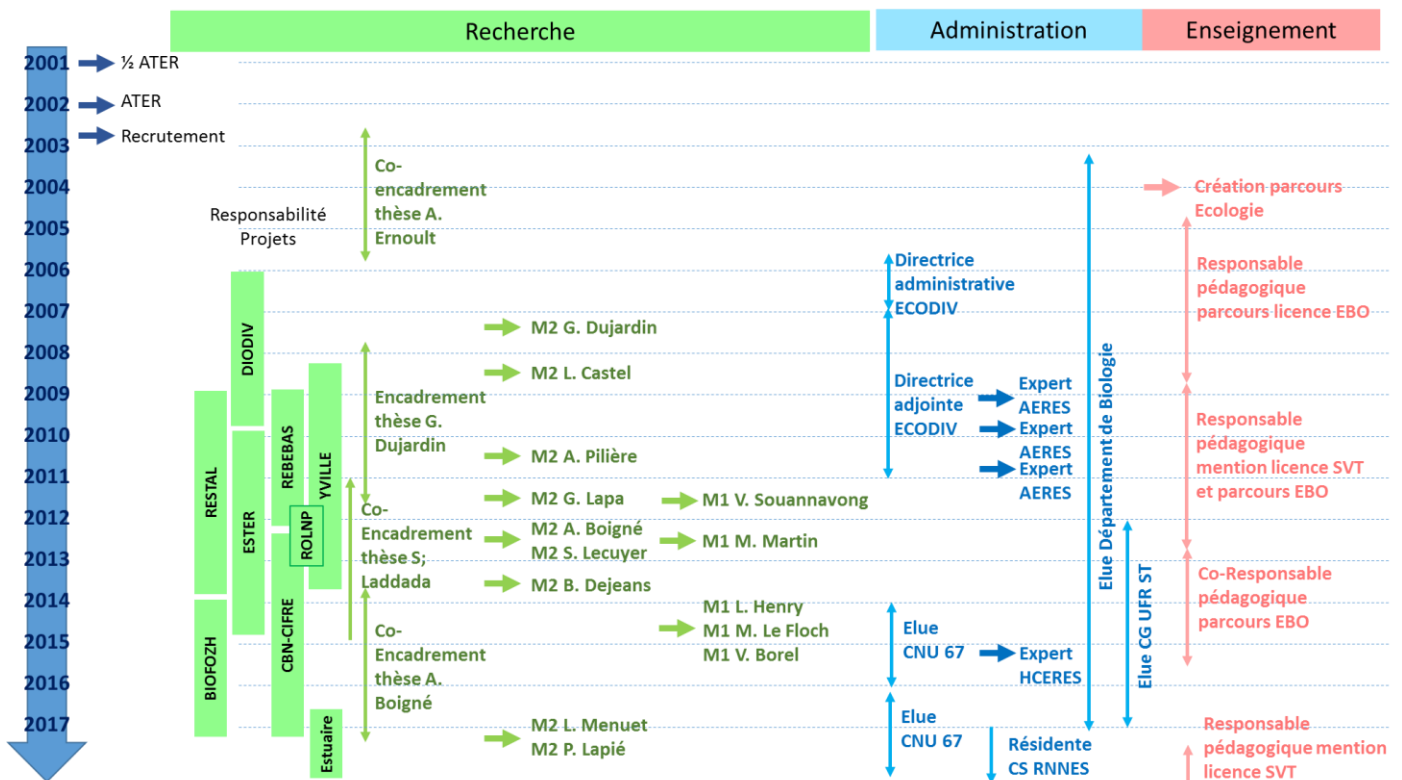 Recherche
Administration
Enseignement
2001
½ ATER
2002
ATER
Recrutement
2003
2004
2005
2006
2007
2008
2009
2010
2011
2012
2013
2014
2015
2016
2017
Responsabilité
Projets
DIODIV
RESTAL
ESTER
REBEBAS
YVILLE
ROLNP
BIOFOZH
CBN-CIFRE
Estuaire
Co-
encadrement
thèse A.
Ernoult
Encadrement
thèse G.
Dujardin
Co-
Encadrement
thèse S;
Laddada
Co-
Encadrement
thèse A.
Boigné
M2 G. Dujardin
M2 L. Castel
M2 A. Pilière
M2 G. Lapa
M1 V. Souannavong
M2 A. Boigné
M2 S. Lecuyer
M1 M. Martin
M2 B. Dejeans
M1 L. Henry
M1 M. Le Floch
M1 V. Borel
M2 L. Menuet
M2 P. Lapié
Directrice
administrative
ECODIV
Directrice
adjointe
ECODIV
Expert
AERES
Expert
AERES
Expert
AERES
Elue
CNU 67
Expert
HCERES
Elue
CNU 67
Résidente
CS RNNES
Elue Département de Biologie
Elue CG UFR ST
Création parcours
Ecologie
Responsable
pédagogique
parcours licence EBO
Responsable
pédagogique
mention licence SVT
et parcours EBO
Co-Responsable
pédagogique
parcours EBO
Responsable
pédagogique mention
licence SVT